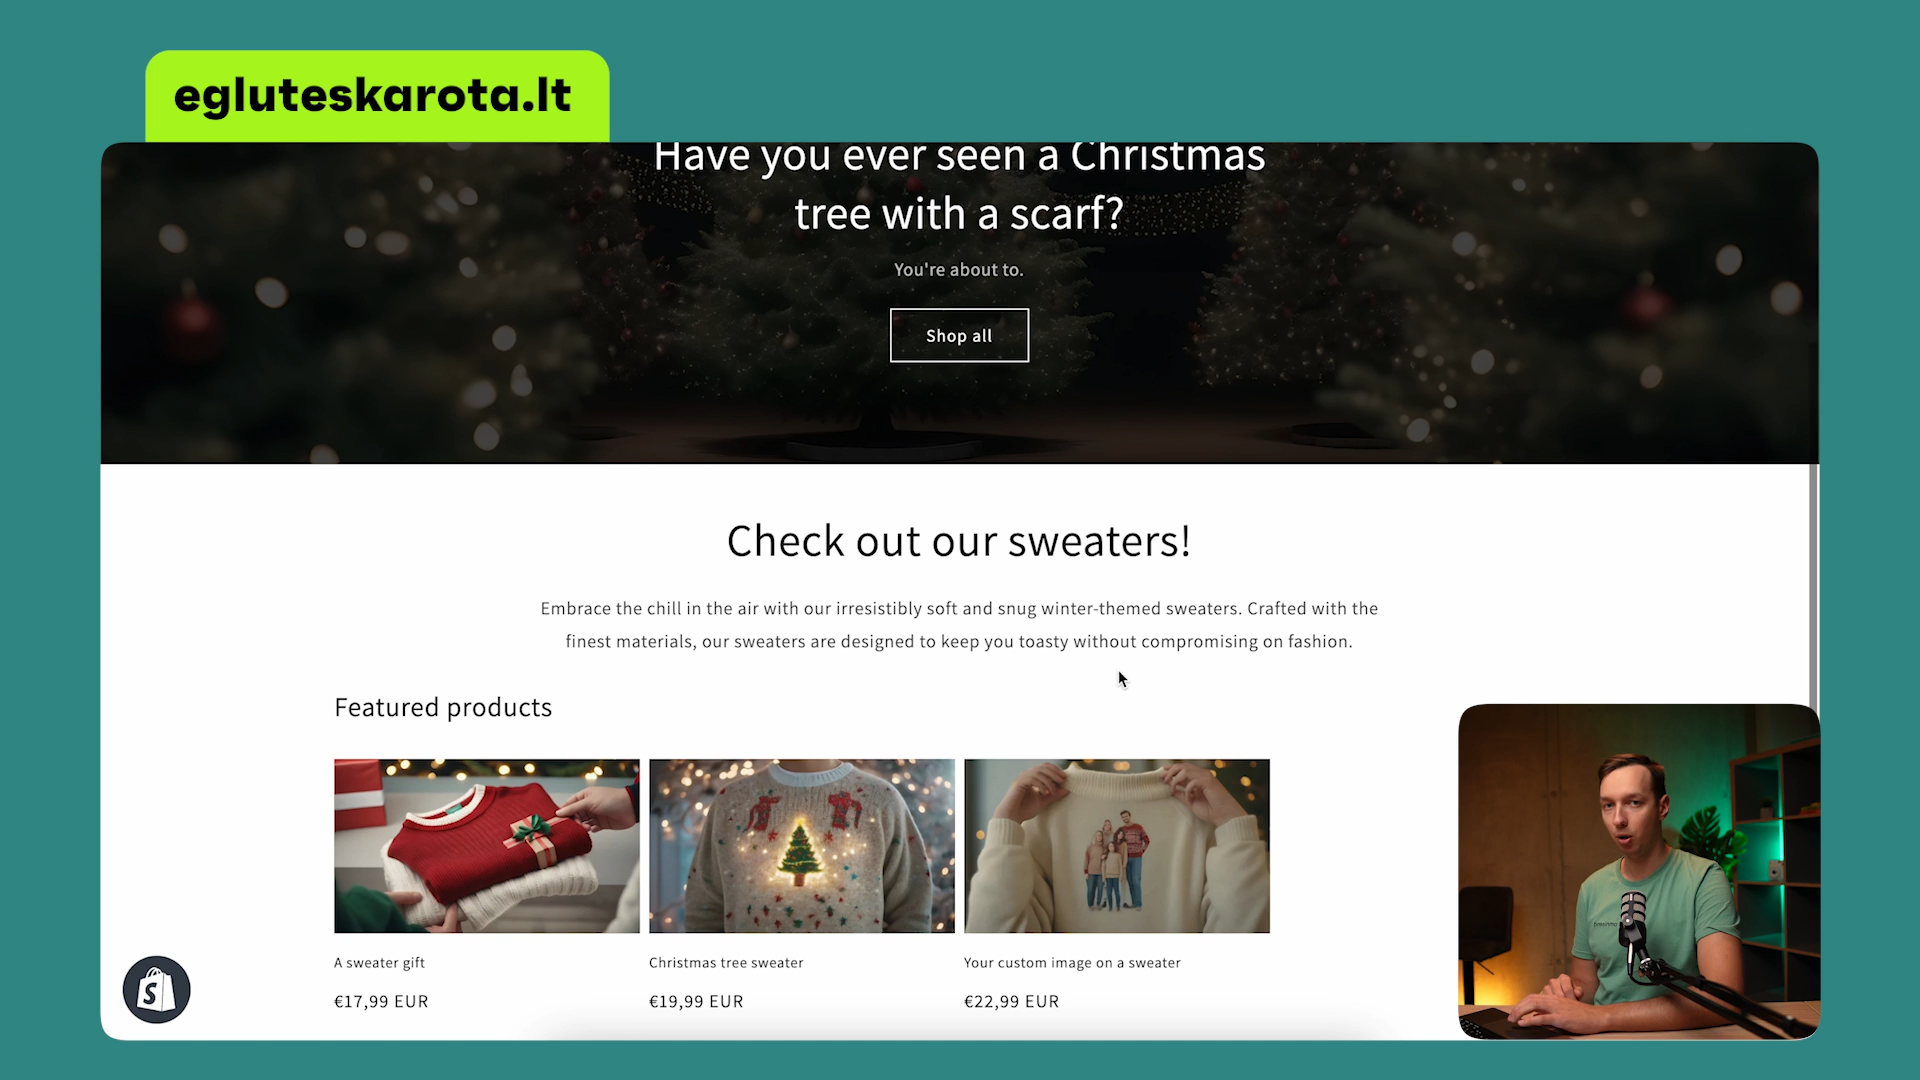 egluteskarota.lt
Have you ever seen a Christmas
tree with a scarf?
You're about to.
Shop all
Check out our sweaters!
Embrace the chill in the air with our irresistibly soft and snug winter-themed sweaters. Crafted with the
finest materials, our sweaters are designed to keep you toasty without compromising on fashion.
Featured products
A sweater gift
€17,99 EUR
Christmas tree sweater
€19,99 EUR
Your custom image on a sweater
€22,99 EUR